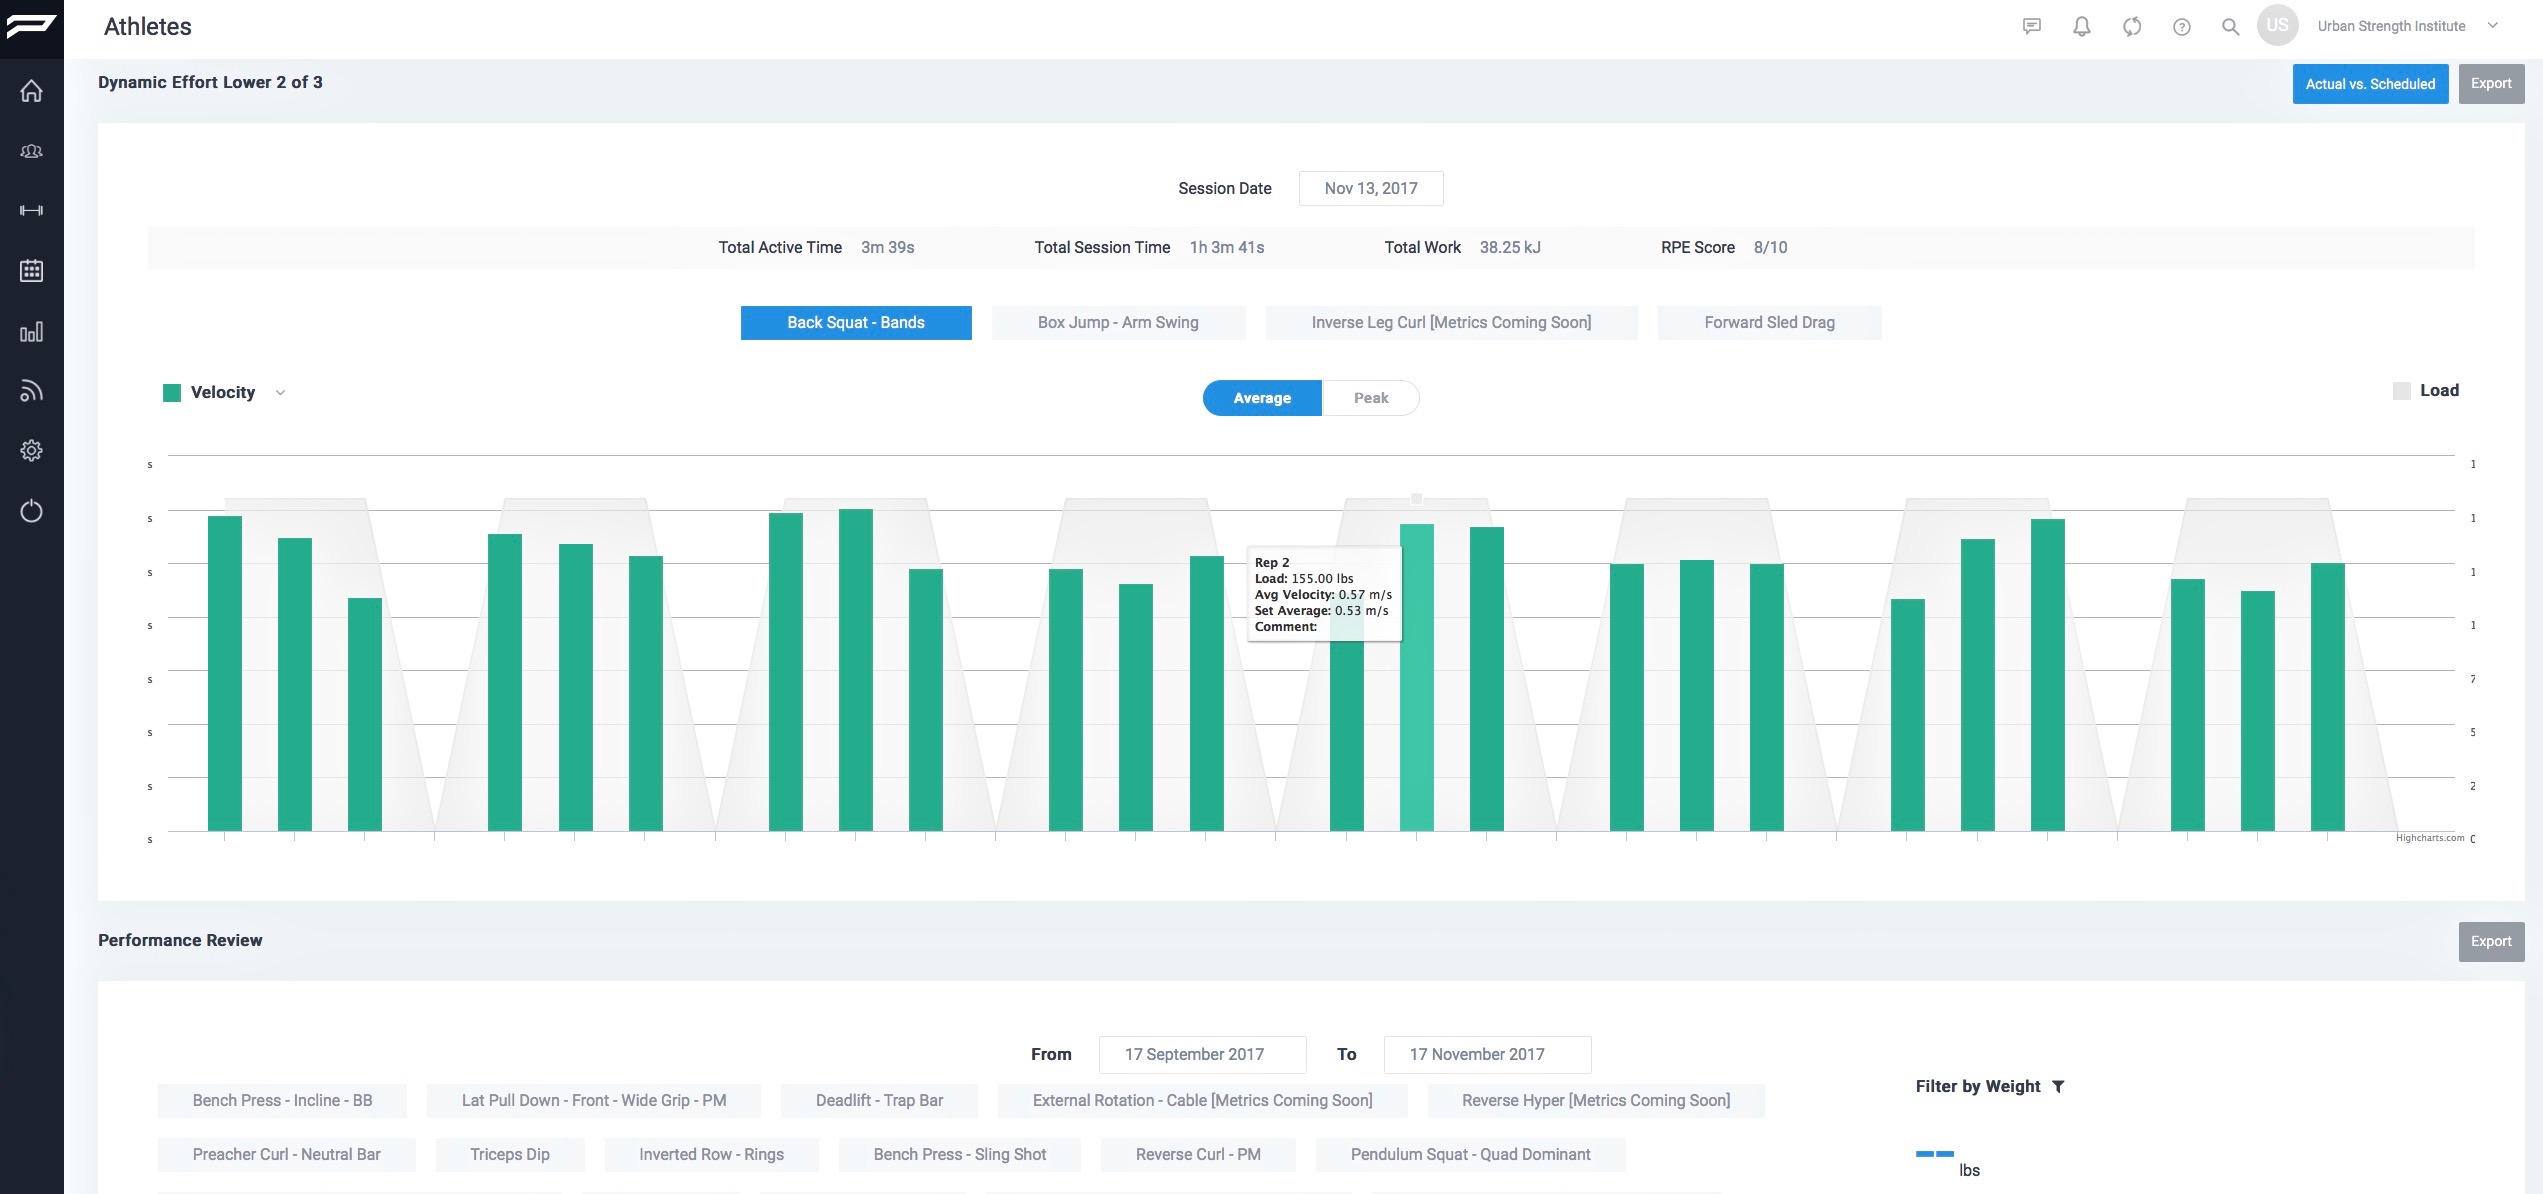 Athletes
US
Urban Strength Institute
Dynamic Effort Lower 2 of 3
Actual vs. Scheduled
Export
Session Date
Nov 13, 2017
Total Active Time 3m 39s
Total Session Time 1h 3m 41s
Total Work 38.25 kJ
RPE Score 8/10
Back Squat - Bands
Box Jump - Arm Swing
Inverse Leg Curl [Metrics Coming Soon]
Forward Sled Drag
Velocity
Average
Peak
Load
s
s
s
s
s
s
s
s
1
1
1
1
7
5
2
0
Rep 2
Load: 155.00 lbs
Avg Velocity: 0.57 m/s
Set Average: 0.53 m/s
Comment:
Highcharts.com
Performance Review
Export
From
17 September 2017
To
17 November 2017
Bench Press - Incline - BB
Lat Pull Down - Front - Wide Grip - PM
Deadlift - Trap Bar
External Rotation - Cable [Metrics Coming Soon]
Reverse Hyper [Metrics Coming Soon]
Filter by Weight
Preacher Curl - Neutral Bar
Triceps Dip
Inverted Row - Rings
Bench Press - Sling Shot
Reverse Curl - PM
Pendulum Squat - Quad Dominant
lbs